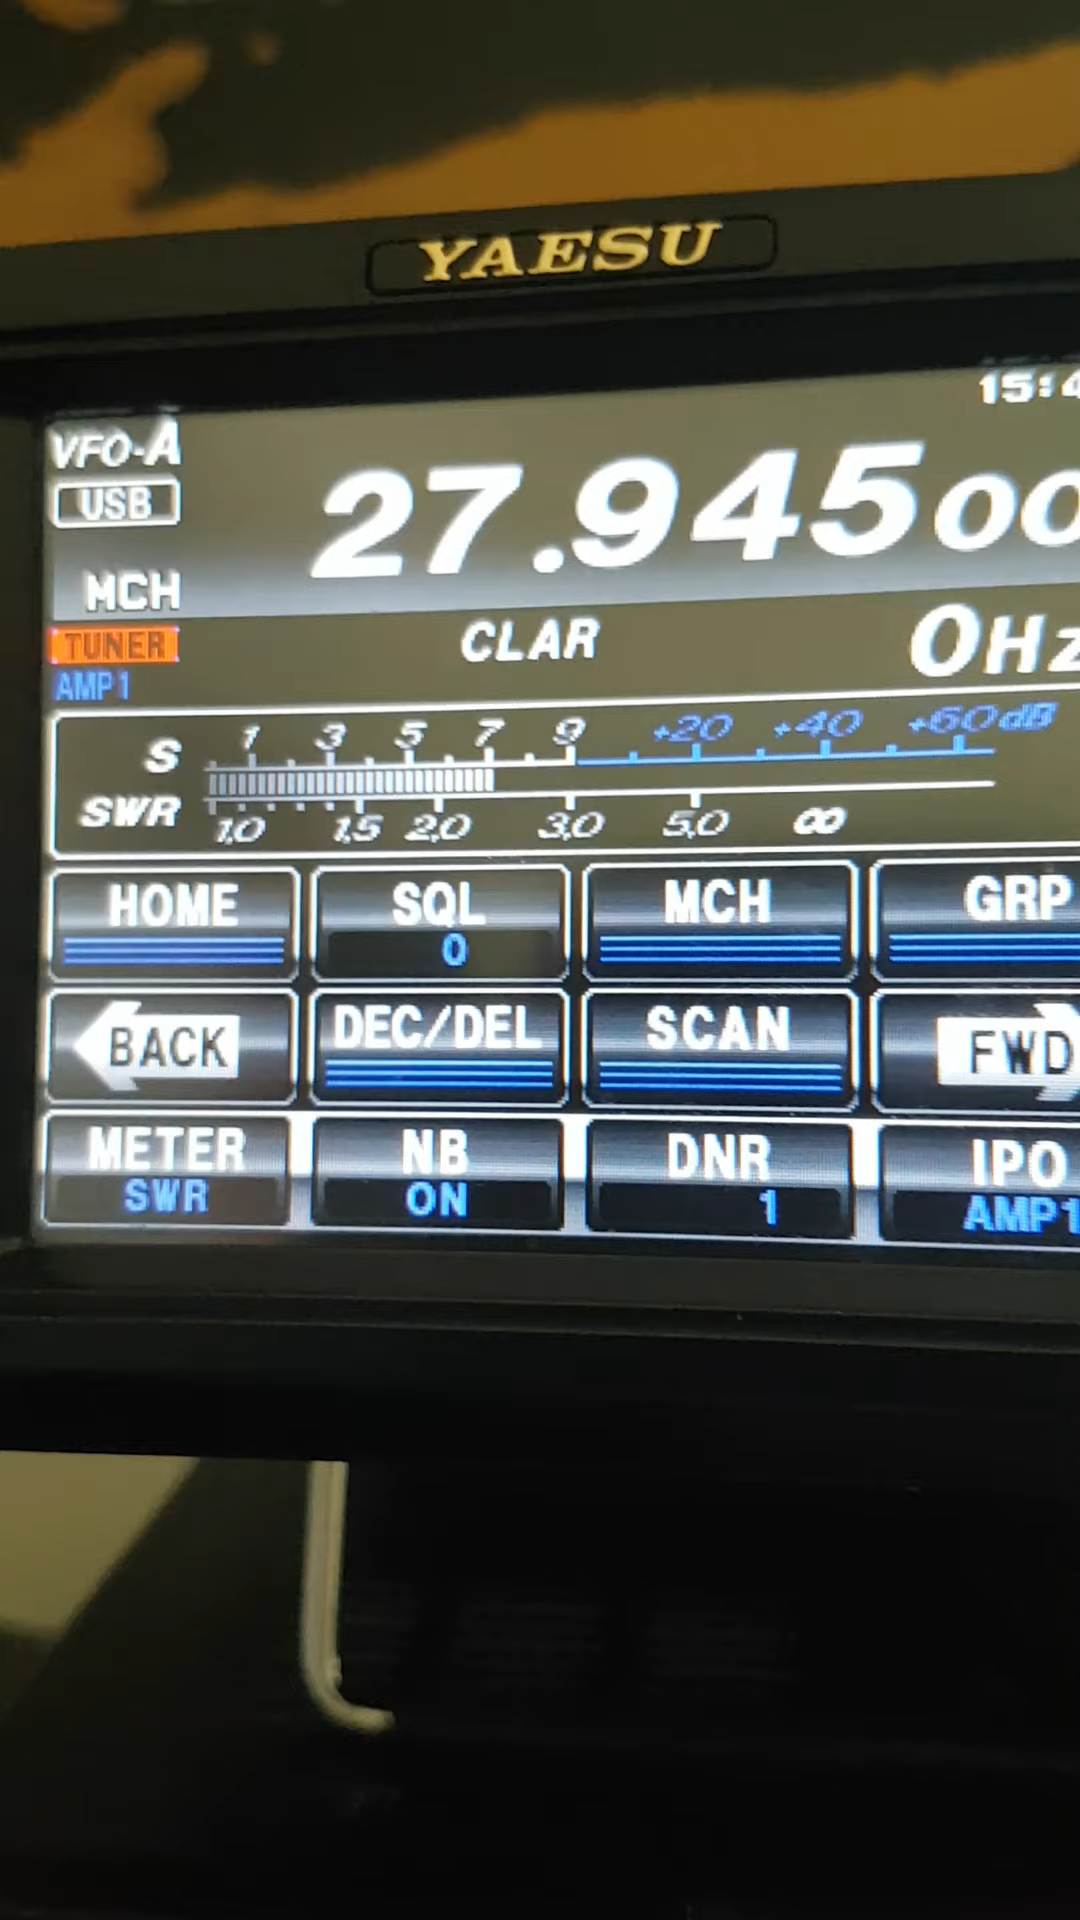 YAESU
15:4
VFO-A
USB
27.94500
MCH
TUNER
CLAR
0Hz
AMP1
S 1 3 5 7 9 +20 +40 +60dB
SWR 1,0 1,5 2,0 3,0 5,0 ∞
HOME SQL MCH GRP
0
BACK DEC/DEL SCAN FWD
METER NB DNR IPO
SWR ON 1 AMP1